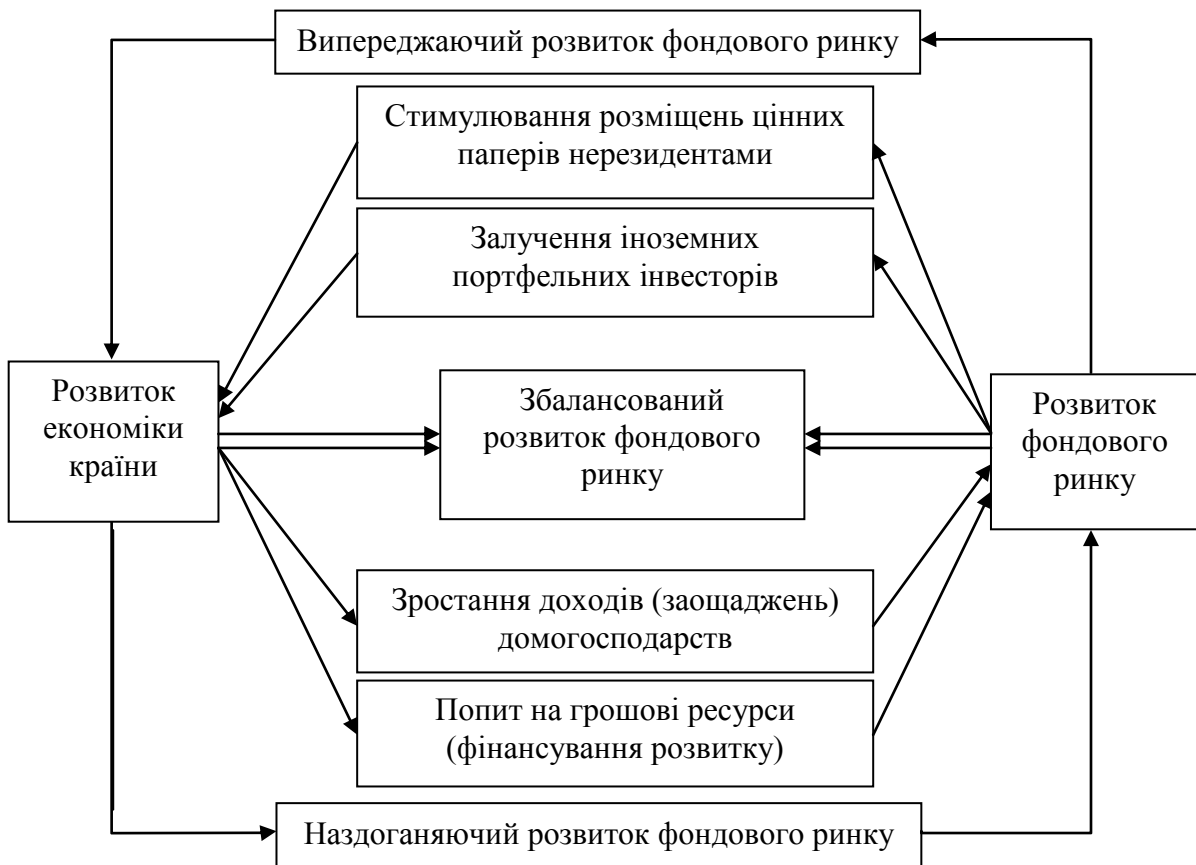 Випереджаючий розвиток фондового ринку
Стимулювання розміщень цінних
паперів нерезидентами
Залучення іноземних
портфельних інвесторів
Розвиток
економіки
країни
Збалансований
розвиток фондового
ринку
Розвиток
фондового
ринку
Зростання доходів (заощаджень)
домогосподарств
Попит на грошові ресурси
(фінансування розвитку)
Наздоганяючий розвиток фондового ринку